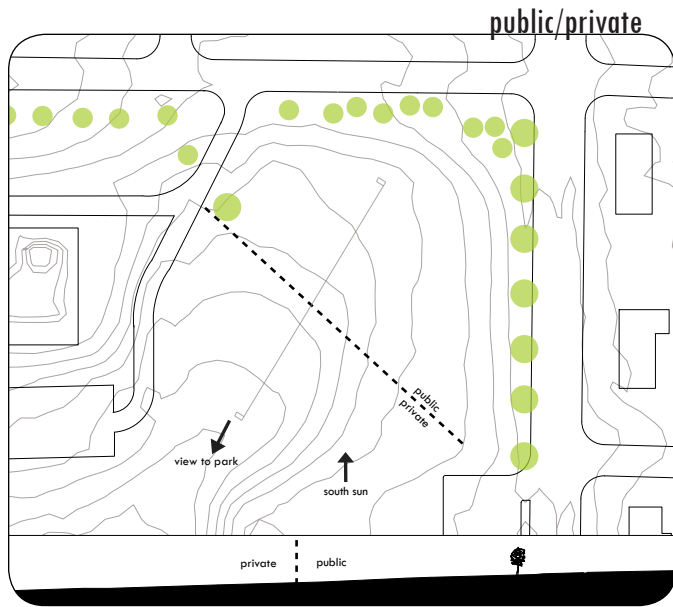 public/private
public
private
view to park
south sun
private
public